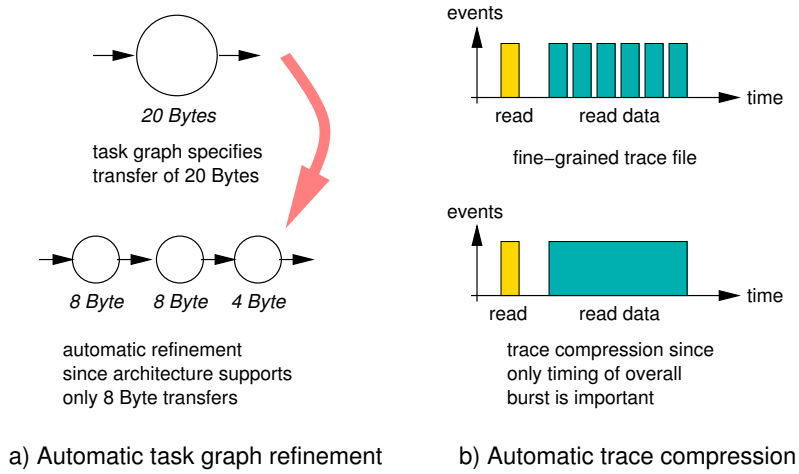 20 Bytes
task graph specifies
transfer of 20 Bytes
8 Byte 8 Byte 4 Byte
automatic refinement
since architecture supports
only 8 Byte transfers
a) Automatic task graph refinement
events
time
read read data
fine−grained trace file
events
time
read read data
trace compression since
only timing of overall
burst is important
b) Automatic trace compression